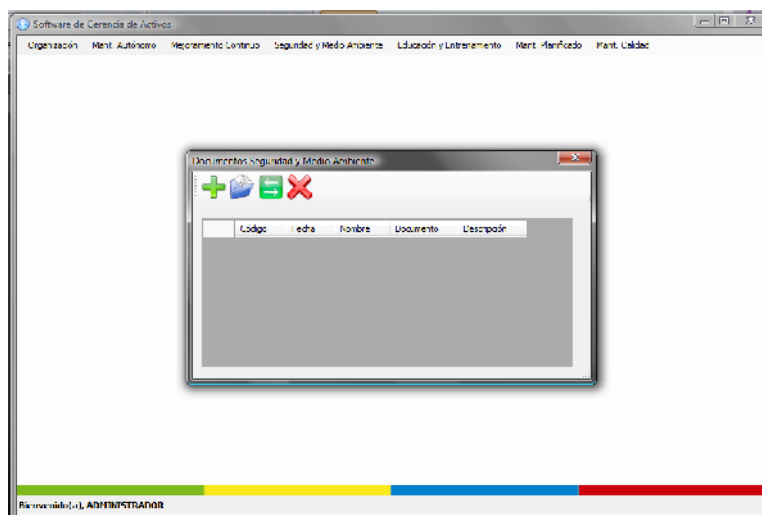 Software de Gerencia de Activos
Organización Mant. Autónomo Mejoramiento Continuo Seguridad y Medio Ambiente Educación y Entrenamiento Mant. Planificado Mant. Calidad
Documentos Seguridad y Medio Ambiente
Código Fecha Nombre Documento Descripción
Bienvenido(a), ADMINISTRADOR